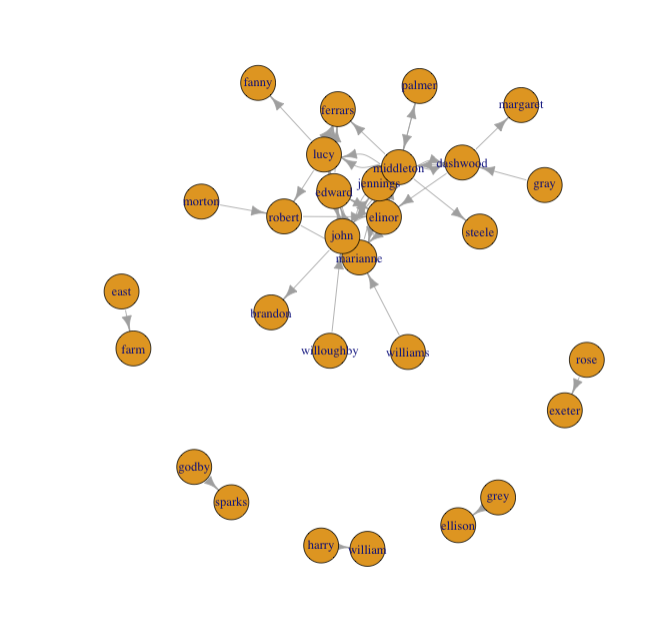 fanny
palmer
ferrars
margaret
lucy
middleton
dashwood
jennings
gray
edward
morton
robert
elinor
steele
john
marianne
east
brandon
farm
willoughby
williams
rose
exeter
godby
sparks
grey
ellison
harry
william